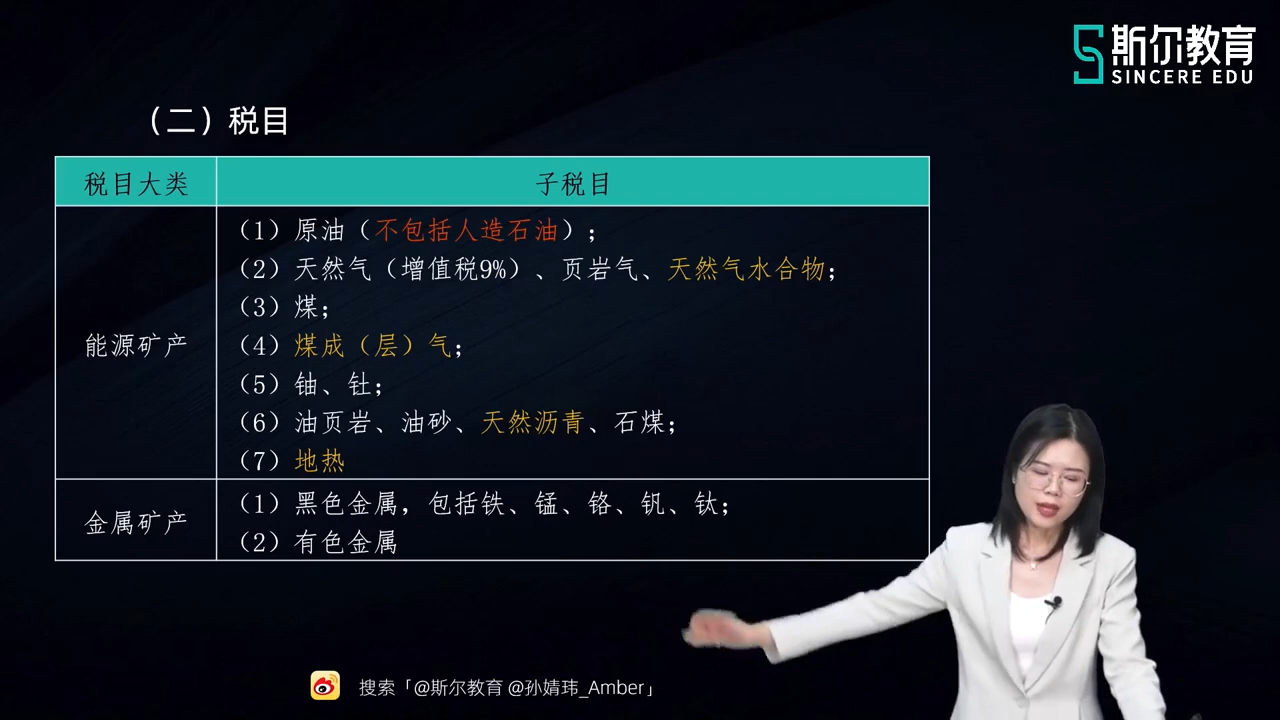 斯尔教育
SINCERE EDU
（二）税目
税目大类
子税目
能源矿产
（1）原油（不包括人造石油）；
（2）天然气（增值税9%）、页岩气、天然气水合物；
（3）煤；
（4）煤成（层）气；
（5）铀、钍；
（6）油页岩、油砂、天然沥青、石煤；
（7）地热
金属矿产
（1）黑色金属，包括铁、锰、铬、钒、钛；
（2）有色金属
搜索「@斯尔教育 @孙婧玮_Amber」